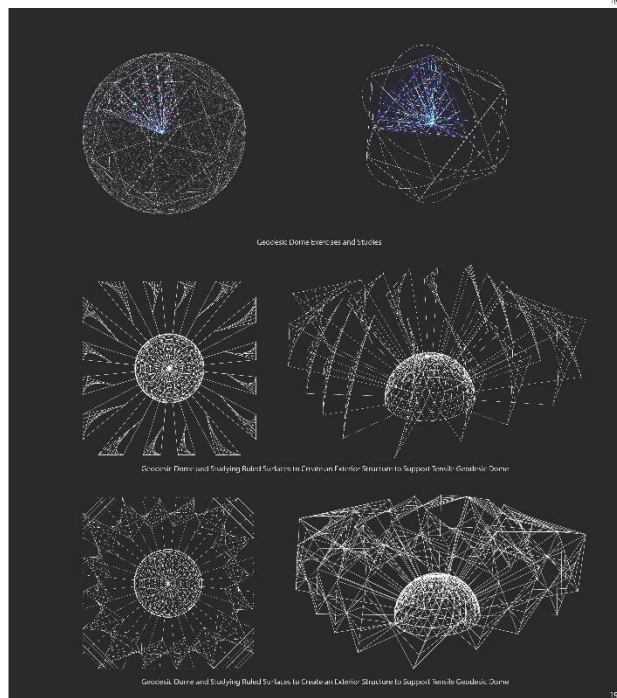 Geodesic Dome Exercises and Studies
Geodesic Dome and Studying Ruled Surfaces to Create an Exterior Structure to Support Tensile Geodesic Dome
Geodesic Dome and Studying Ruled Surfaces to Create an Exterior Structure to Support Tensile Geodesic Dome